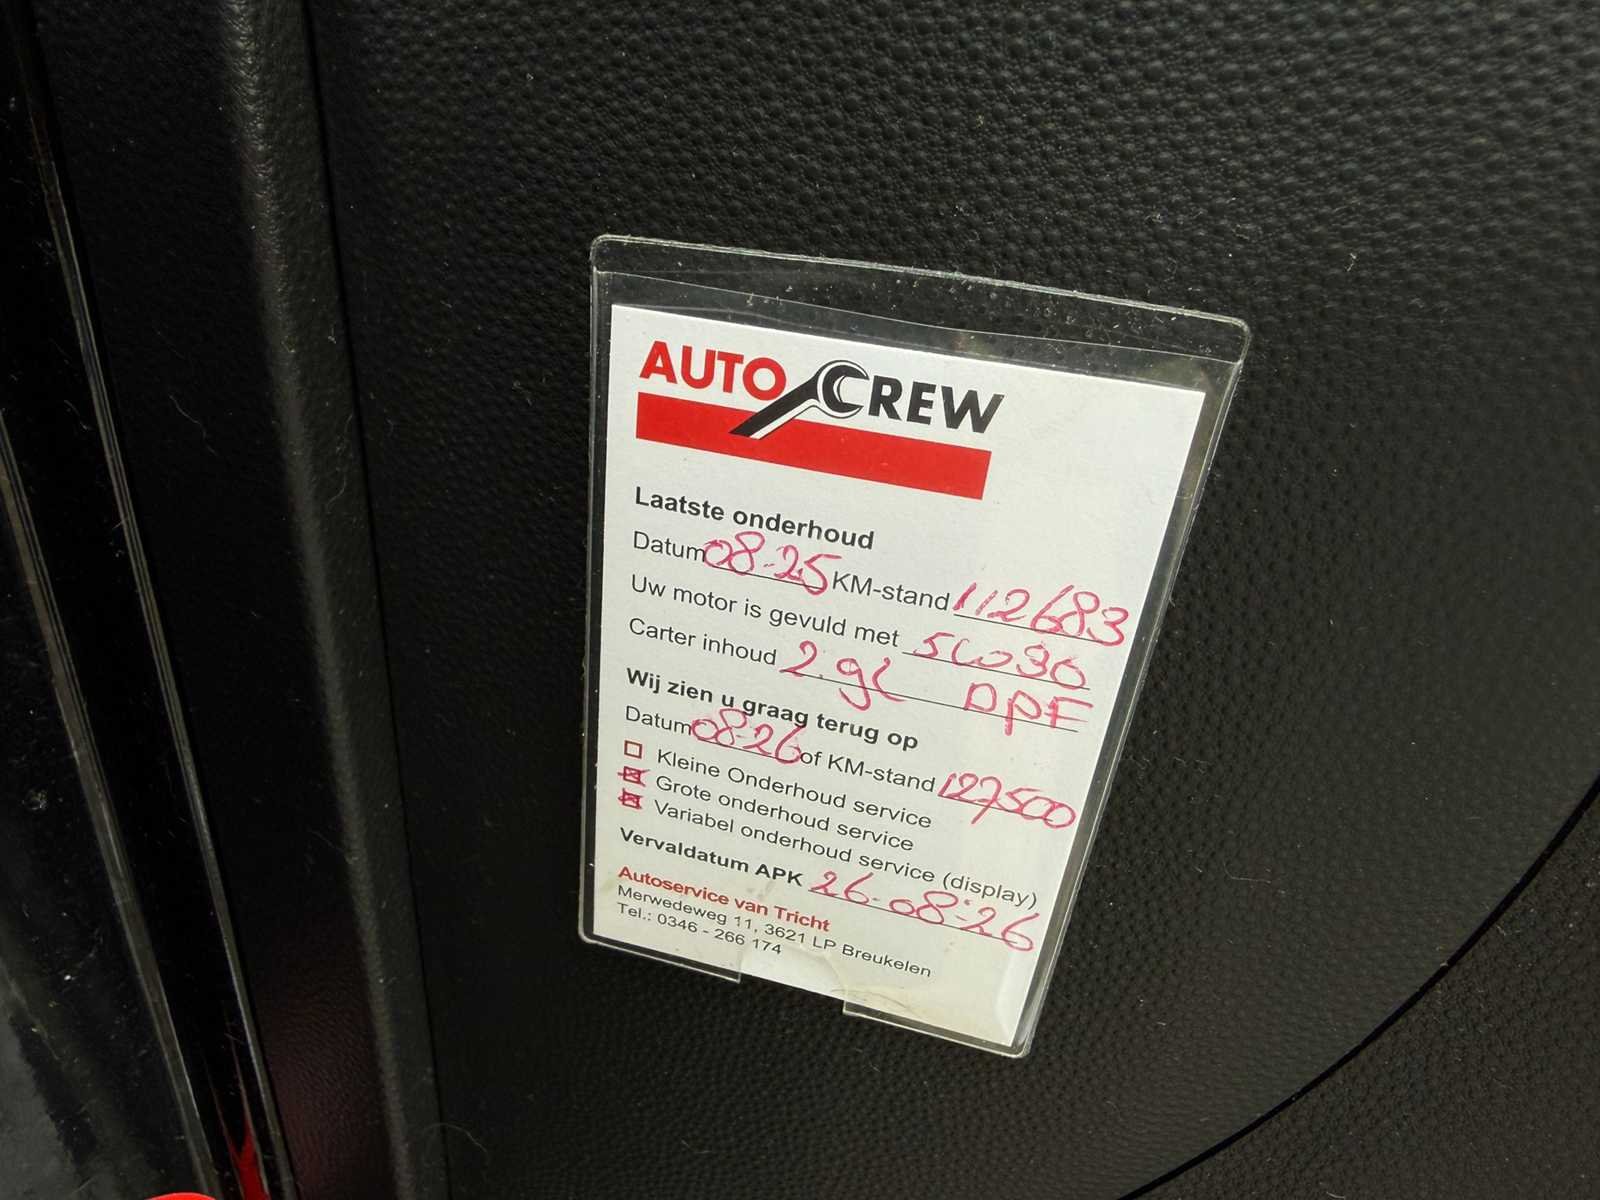 AUTO CREW
Laatste onderhoud
Datum 08-25 KM-stand 112683
Uw motor is gevuld met 5W30
Carter inhoud 2.9L DPF
Wij zien u graag terug op
Datum 08-26 of KM-stand 127500
Kleine Onderhoud service
Grote onderhoud service
Variabel onderhoud service (display)
Vervaldatum APK 26-08-26
Autoservice van Tricht
Merwedeweg 11, 3621 LP Breukelen
Tel.: 0346 - 266 174